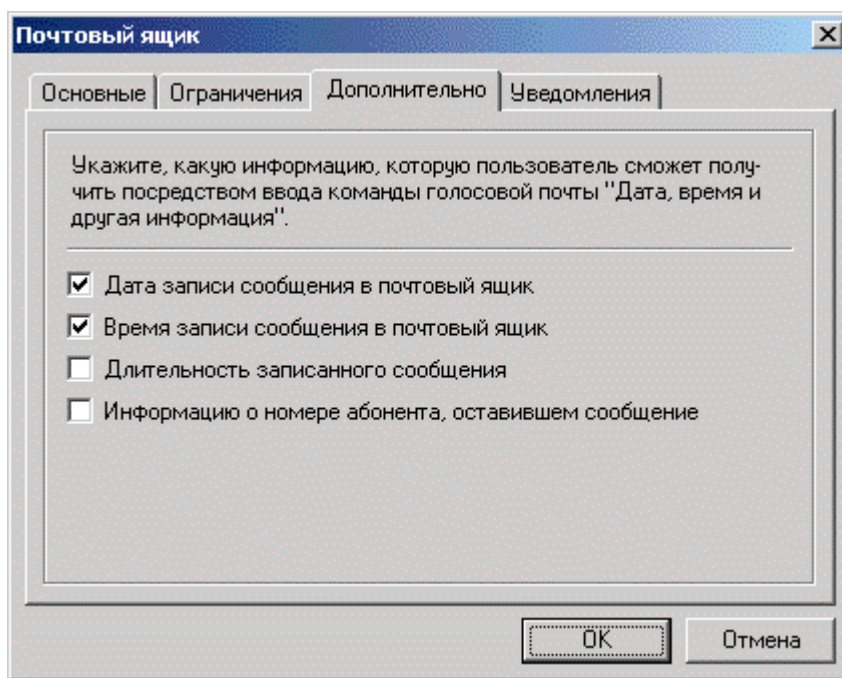 Почтовый ящик
Основные Ограничения Дополнительно Уведомления
Укажите, какую информацию, которую пользователь сможет полу-
чить посредством ввода команды голосовой почты "Дата, время и
другая информация".
Дата записи сообщения в почтовый ящик
Время записи сообщения в почтовый ящик
Длительность записанного сообщения
Информацию о номере абонента, оставившем сообщение
OK Отмена